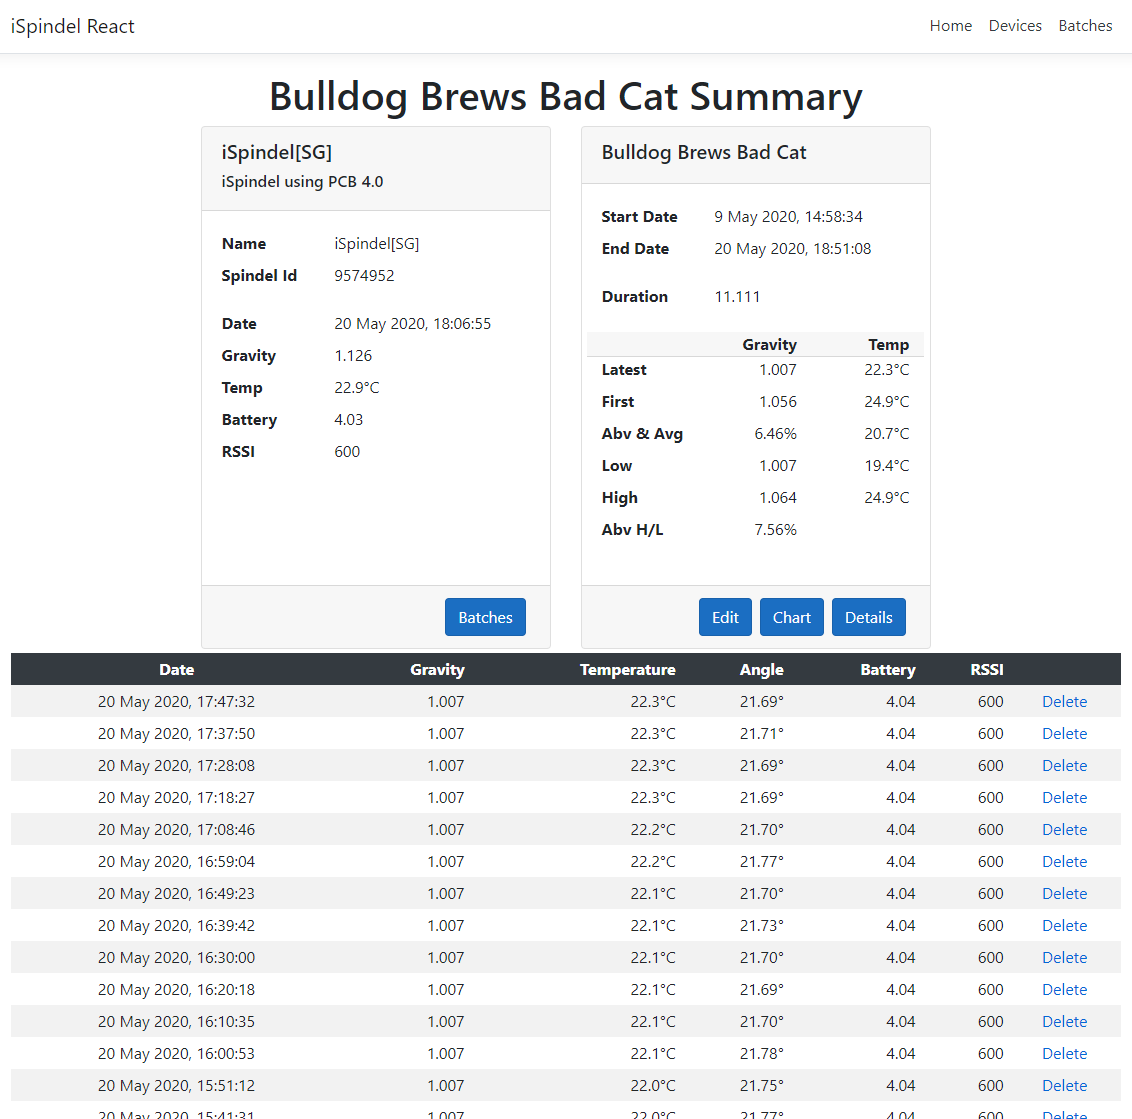 iSpindel React
Home Devices Batches
Bulldog Brews Bad Cat Summary
iSpindel[SG]
iSpindel using PCB 4.0
Name iSpindel[SG]
Spindel Id 9574952
Date 20 May 2020, 18:06:55
Gravity 1.126
Temp 22.9°C
Battery 4.03
RSSI 600
Batches
Bulldog Brews Bad Cat
Start Date 9 May 2020, 14:58:34
End Date 20 May 2020, 18:51:08
Duration 11.111
Gravity Temp
Latest 1.007 22.3°C
First 1.056 24.9°C
Abv & Avg 6.46% 20.7°C
Low 1.007 19.4°C
High 1.064 24.9°C
Abv H/L 7.56%
Edit Chart Details
Date Gravity Temperature Angle Battery RSSI
20 May 2020, 17:47:32 1.007 22.3°C 21.69° 4.04 600 Delete
20 May 2020, 17:37:50 1.007 22.3°C 21.71° 4.04 600 Delete
20 May 2020, 17:28:08 1.007 22.3°C 21.69° 4.04 600 Delete
20 May 2020, 17:18:27 1.007 22.3°C 21.69° 4.04 600 Delete
20 May 2020, 17:08:46 1.007 22.2°C 21.70° 4.04 600 Delete
20 May 2020, 16:59:04 1.007 22.2°C 21.77° 4.04 600 Delete
20 May 2020, 16:49:23 1.007 22.1°C 21.70° 4.04 600 Delete
20 May 2020, 16:39:42 1.007 22.1°C 21.73° 4.04 600 Delete
20 May 2020, 16:30:00 1.007 22.1°C 21.70° 4.04 600 Delete
20 May 2020, 16:20:18 1.007 22.1°C 21.69° 4.04 600 Delete
20 May 2020, 16:10:35 1.007 22.1°C 21.70° 4.04 600 Delete
20 May 2020, 16:00:53 1.007 22.1°C 21.78° 4.04 600 Delete
20 May 2020, 15:51:12 1.007 22.0°C 21.75° 4.04 600 Delete
20 May 2020, 15:41:31 1.007 22.0°C 21.77° 4.04 600 Delete